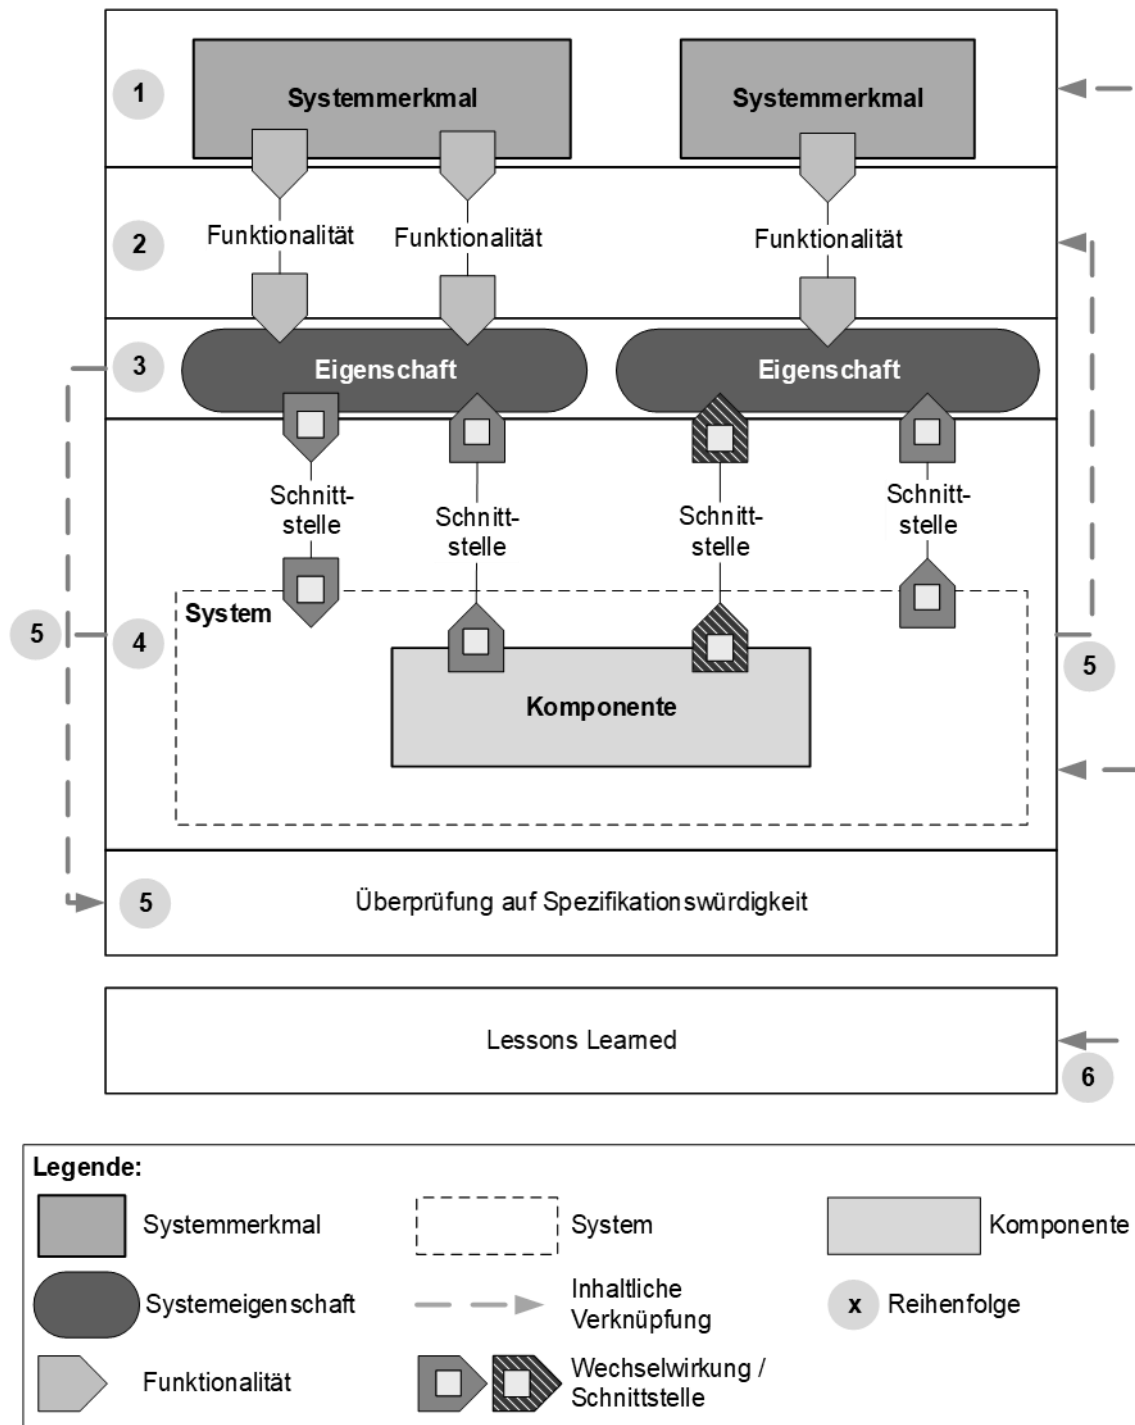 1
Systemmerkmal
Systemmerkmal
2
Funktionalität
Funktionalität
Funktionalität
3
Eigenschaft
Eigenschaft
Schnitt-
stelle
Schnitt-
stelle
Schnitt-
stelle
Schnitt-
stelle
5
4
System
5
Komponente
5
Überprüfung auf Spezifikationswürdigkeit
Lessons Learned
6
Legende:
Systemmerkmal
System
Komponente
Systemeigenschaft
Inhaltliche
Verknüpfung
x
Reihenfolge
Funktionalität
Wechselwirkung /
Schnittstelle